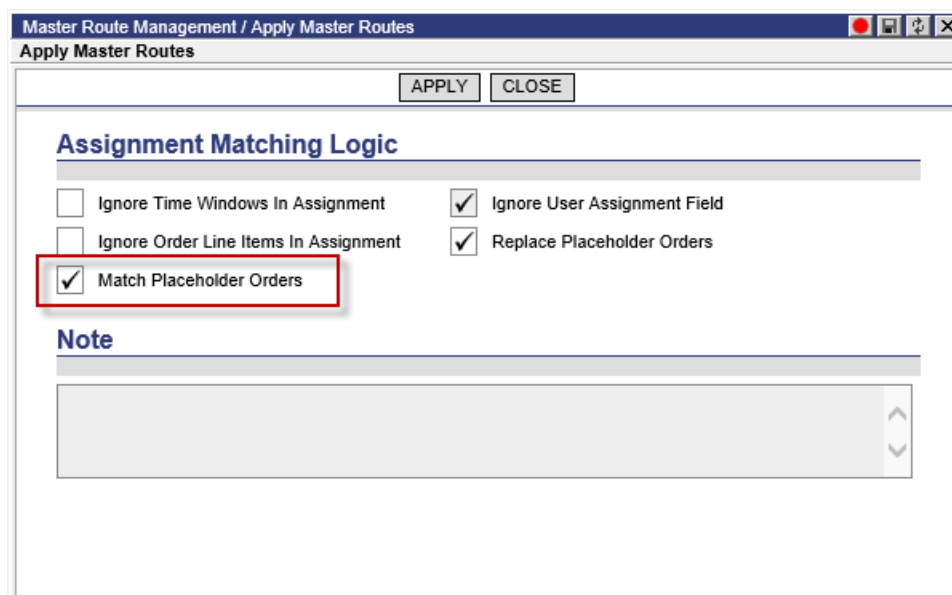 Master Route Management / Apply Master Routes
Apply Master Routes
APPLY CLOSE
Assignment Matching Logic
Ignore Time Windows In Assignment Ignore User Assignment Field
Ignore Order Line Items In Assignment Replace Placeholder Orders
Match Placeholder Orders
Note